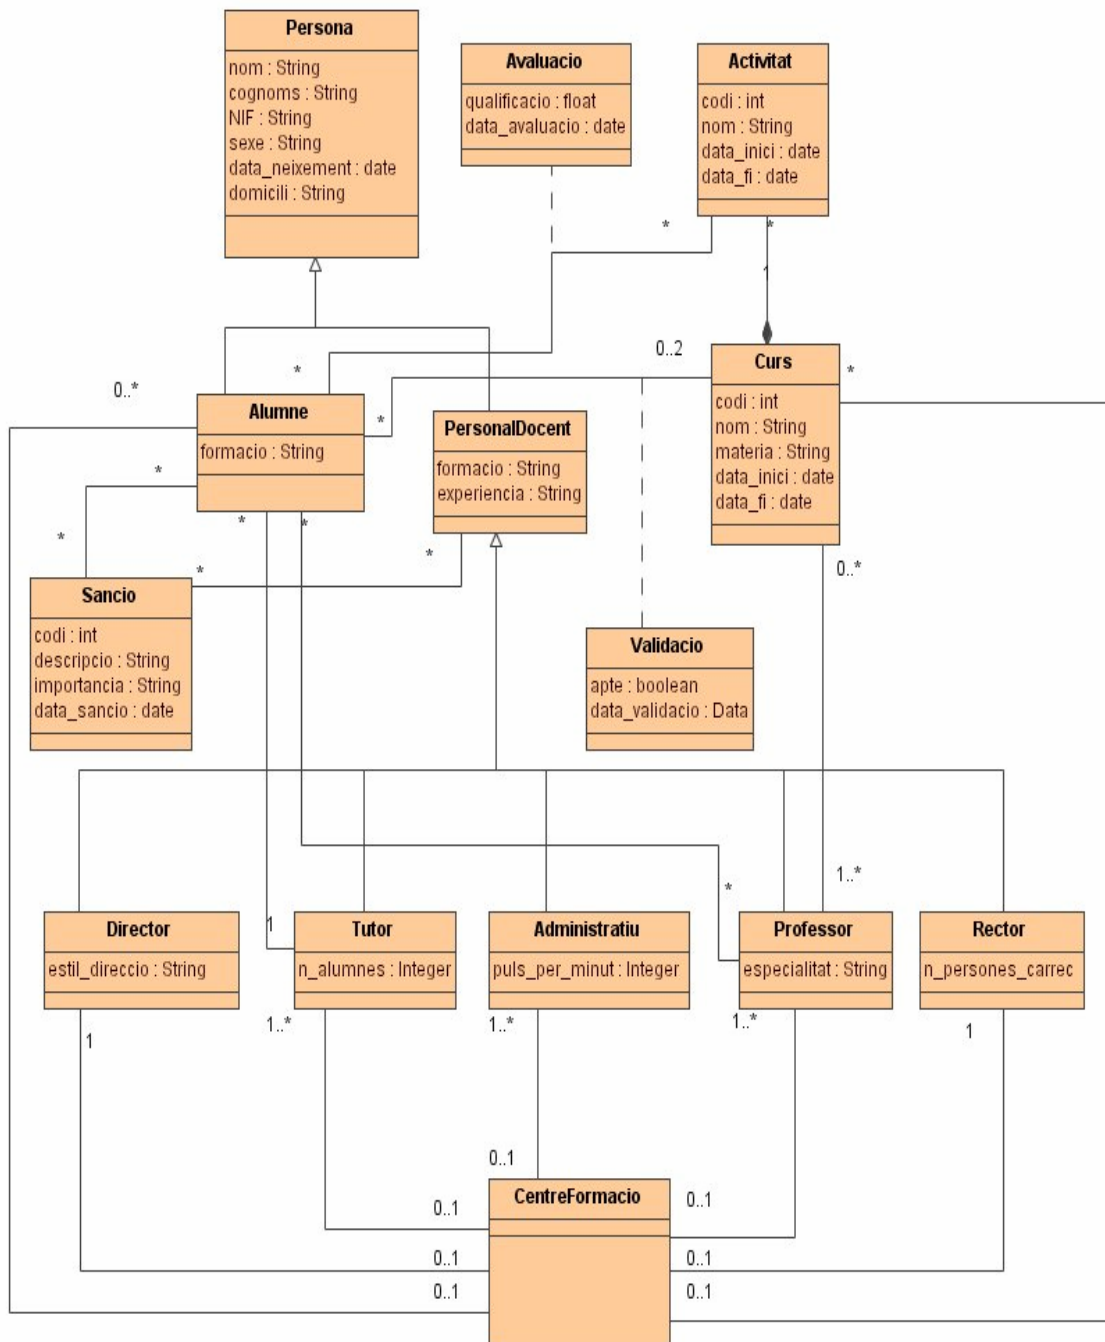 Persona
nom : String
cognoms : String
NIF : String
sexe : String
data_neixement : date
domicili : String
Avaluacio
qualificacio : float
data_avaluacio : date
Activitat
codi : int
nom : String
data_inici : date
data_fi : date
*
*
1
0..2
*
0..*
*
*
Curs
codi : int
nom : String
materia : String
data_inici : date
data_fi : date
Alumne
formacio : String
PersonalDocent
formacio : String
experiencia : String
*
*
*
*
*
*
0..*
Sancio
codi : int
descripcio : String
importancia : String
data_sancio : date
Validacio
apte : boolean
data_validacio : Data
1..*
*
1
Director
estil_direccio : String
Tutor
n_alumnes : Integer
Administratiu
puls_per_minut : Integer
Professor
especialitat : String
Rector
n_persones_carrec
1
1..*
1..*
1..*
1
0..1
CentreFormacio
0..1
0..1
0..1
0..1
0..1
0..1